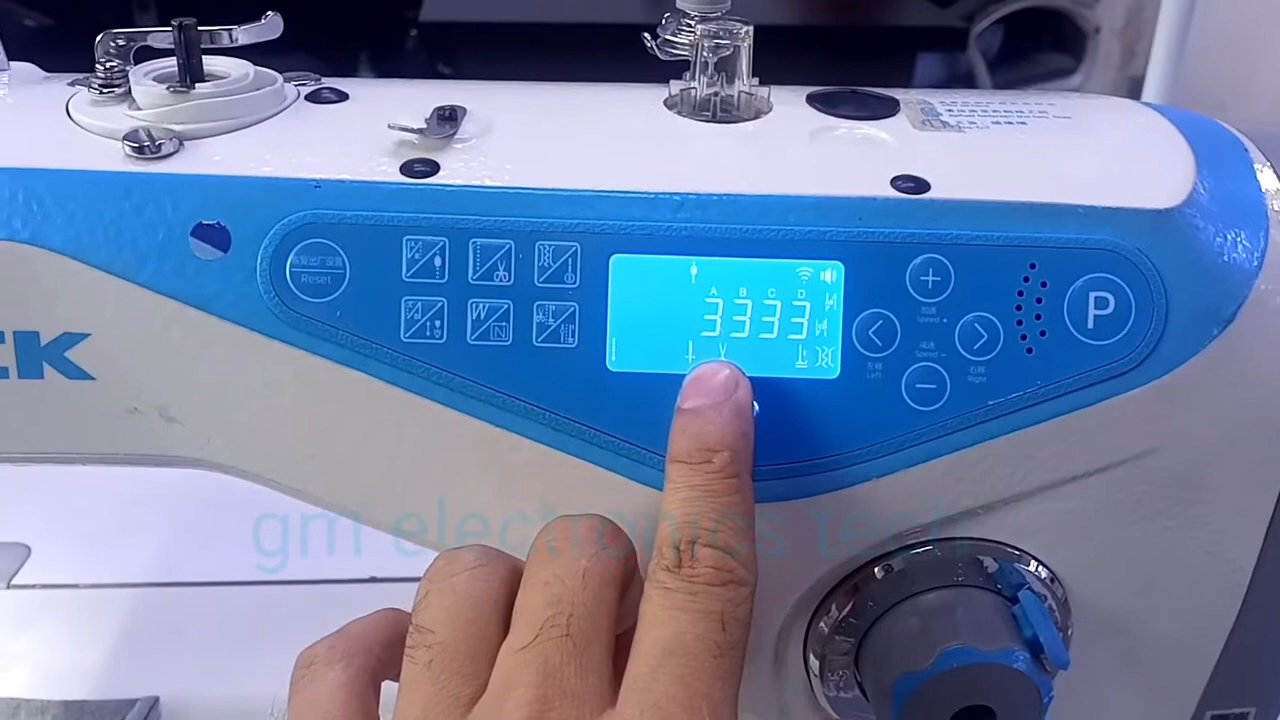 恢复出厂设置
Reset
A B C D
3333
加速
Speed +
左移
Left
减速
Speed -
右移
Right
P
CK
W
N
gm electronics tech